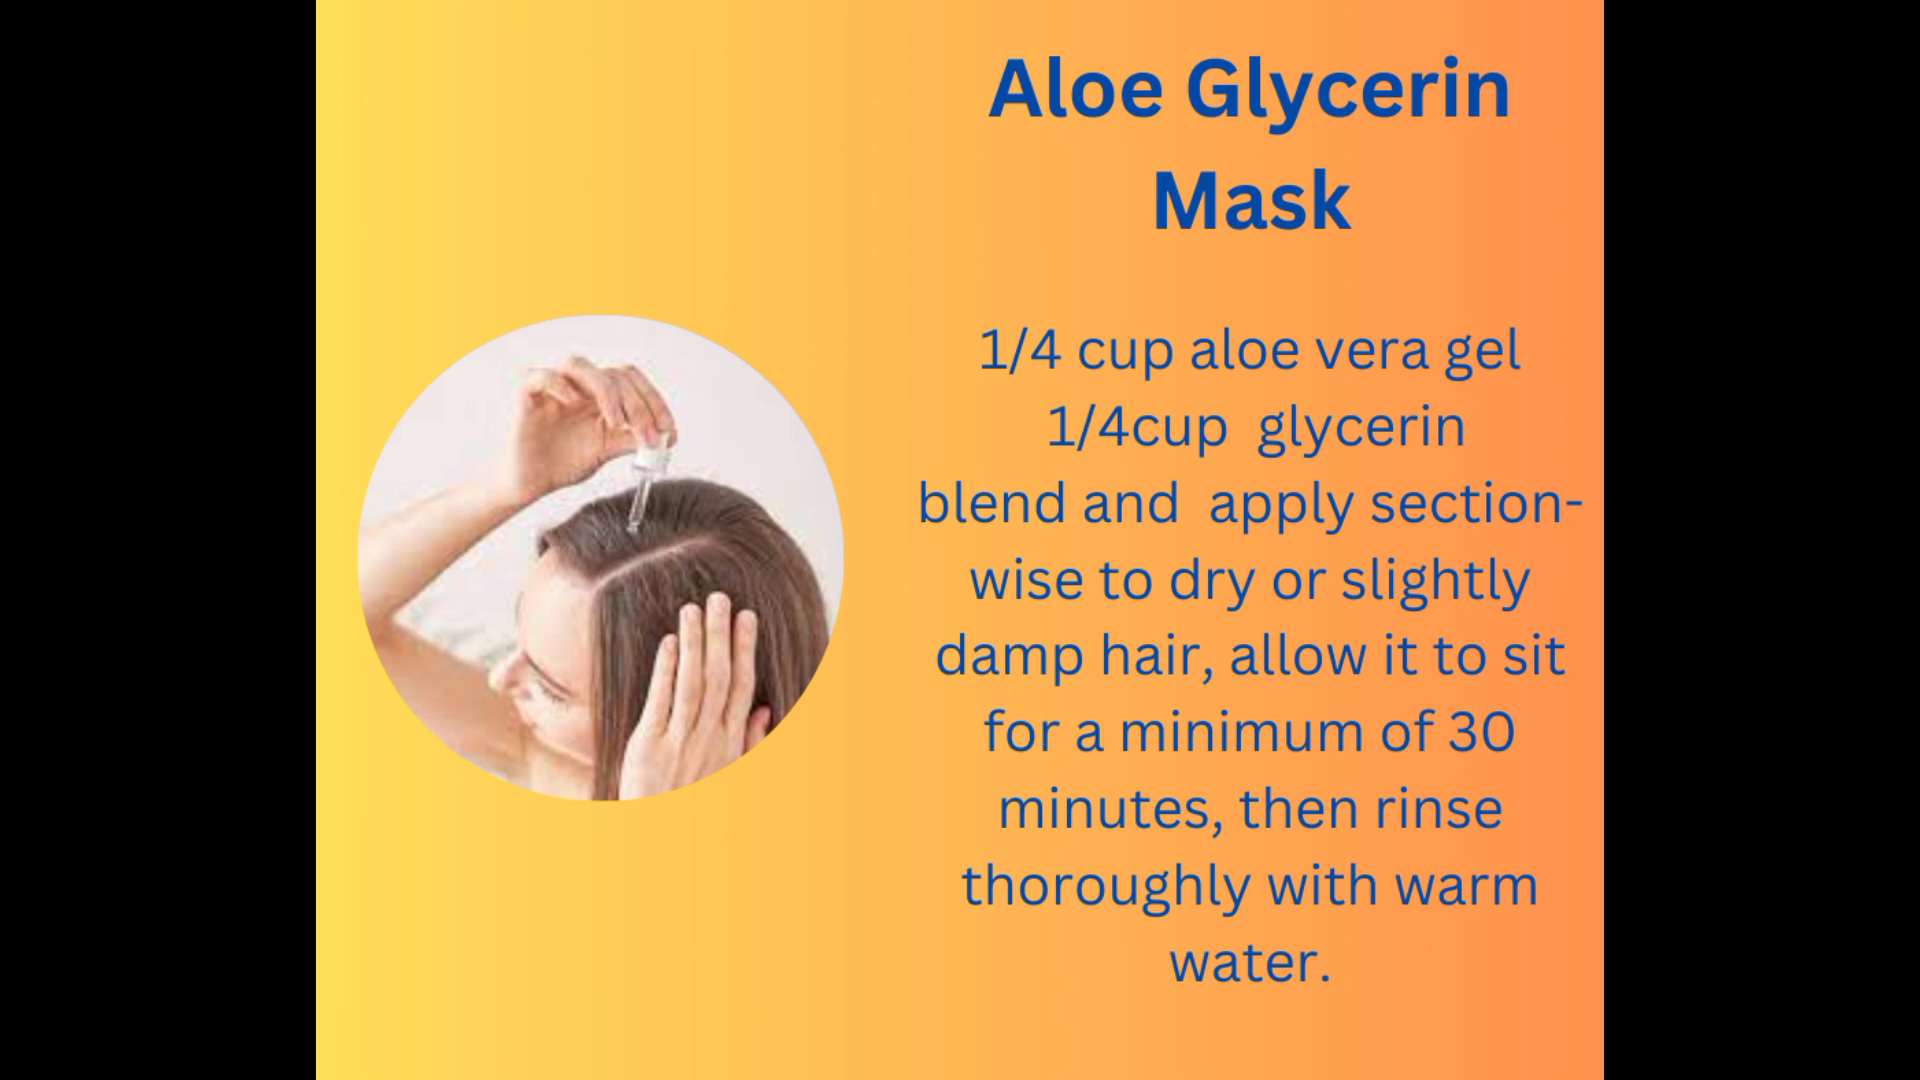 Aloe Glycerin
Mask
1/4 cup aloe vera gel
1/4cup  glycerin
blend and  apply section-
wise to dry or slightly
damp hair, allow it to sit
for a minimum of 30
minutes, then rinse
thoroughly with warm
water.